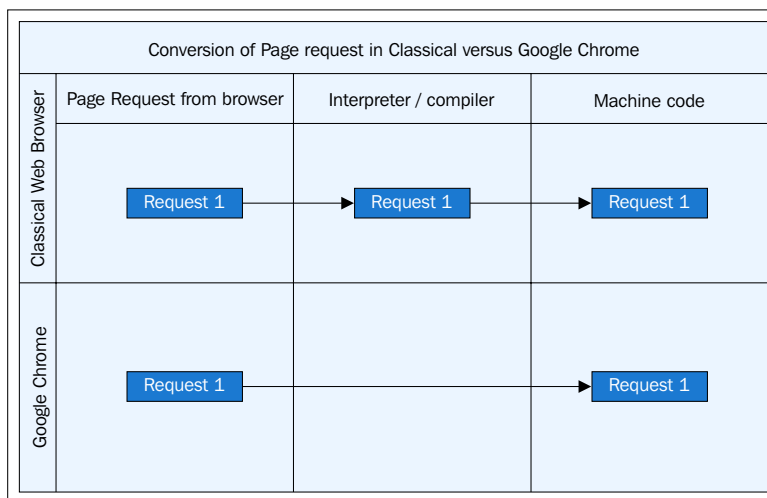 Conversion of Page request in Classical versus Google Chrome
Page Request from browser
Interpreter / compiler
Machine code
Classical Web Browser
Request 1
Request 1
Request 1
Google Chrome
Request 1
Request 1